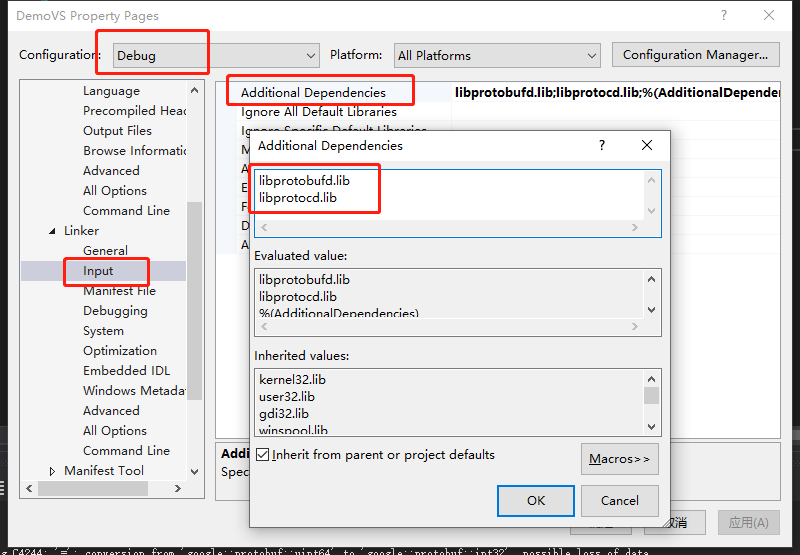 DemoVS Property Pages
Configuration: Debug Platform: All Platforms Configuration Manager...
Language
Precompiled Head
Output Files
Browse Informatio
Advanced
All Options
Command Line
Linker
General
Input
Manifest File
Debugging
System
Optimization
Embedded IDL
Windows Metadat
Advanced
All Options
Command Line
Manifest Tool
Additional Dependencies libprotobufd.lib;libprotocd.lib;%(AdditionalDepender
Ignore All Default Libraries
Ignore Specific Default Libraries
Additional Dependencies
libprotobufd.lib
libprotocd.lib
Evaluated value:
libprotobufd.lib
libprotocd.lib
%(AdditionalDependencies)
Inherited values:
kernel32.lib
user32.lib
gdi32.lib
winspool.lib
Inherit from parent or project defaults
Macros>>
OK Cancel
Addi
Spec
取消 应用(A)
g C4244: '=': conversion from 'google::protobuf::uint64' to 'google::protobuf::int32', possible loss of data